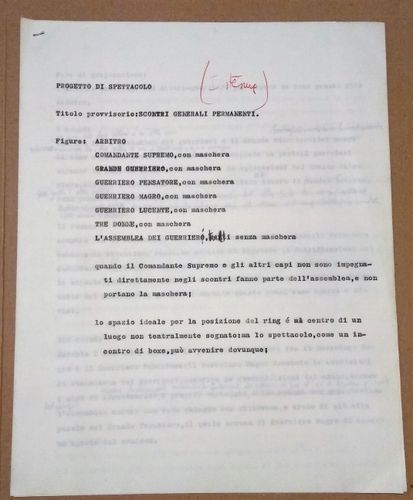 PROGETTO DI SPETTACOLO
Titolo provvisorio:SCONTRI GENERALI PERMANENTI.
Figure: ARBITRO
COMANDANTE SUPREMO,con maschera
GRANDE GUERRIERO,con maschera
GUERRIERO PENSATORE,con maschera
GUERRIERO MAGRO,con maschera
GUERRIERO LUCENTE,con maschera
TRE DONNE,con maschera
L'ASSEMBLEA DEI GUERRIERI, senza maschera
quando il Comandante Supremo e gli altri capi non sono impegna-
ti direttamente negli scontri fanno parte dell'assemblea,e non
portano la maschera;
lo spazio ideale per la posizione del ring é al centro di un
luogo non teatralmente segnato:ma lo spettacolo,come un in-
contro di boxe,può avvenire dovunque;